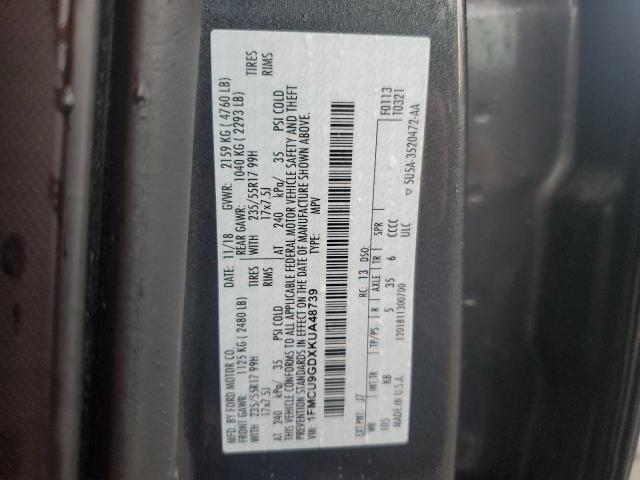 MFD. BY FORD MOTOR CO. DATE: 11/18 GVWR: 2159 KG ( 4760 LB)
FRONT GAWR: 1125 KG ( 2480 LB) REAR GAWR: 1040 KG ( 2293 LB)
WITH 235/55R17 99H TIRES WITH 235/55R17 99H TIRES
17x7.5J RIMS 17x7.5J RIMS
AT 240 kPa/ 35 PSI COLD AT 240 kPa/ 35 PSI COLD
THIS VEHICLE CONFORMS TO ALL APPLICABLE FEDERAL MOTOR VEHICLE SAFETY AND THEFT
PREVENTION STANDARDS IN EFFECT ON THE DATE OF MANUFACTURE SHOWN ABOVE.
VIN: 1FMCU9GDXKUA48739 TYPE: MPV
F0113
T0321
EXT PNT: J7 RC: 13 DSO:
WB INT TR TP/PS R AXLE TR SPR
105 KB 5 35 6 CCCC
MADE IN U.S.A. 1201811300700 ULC
▽ 5U5A-3520472-AA